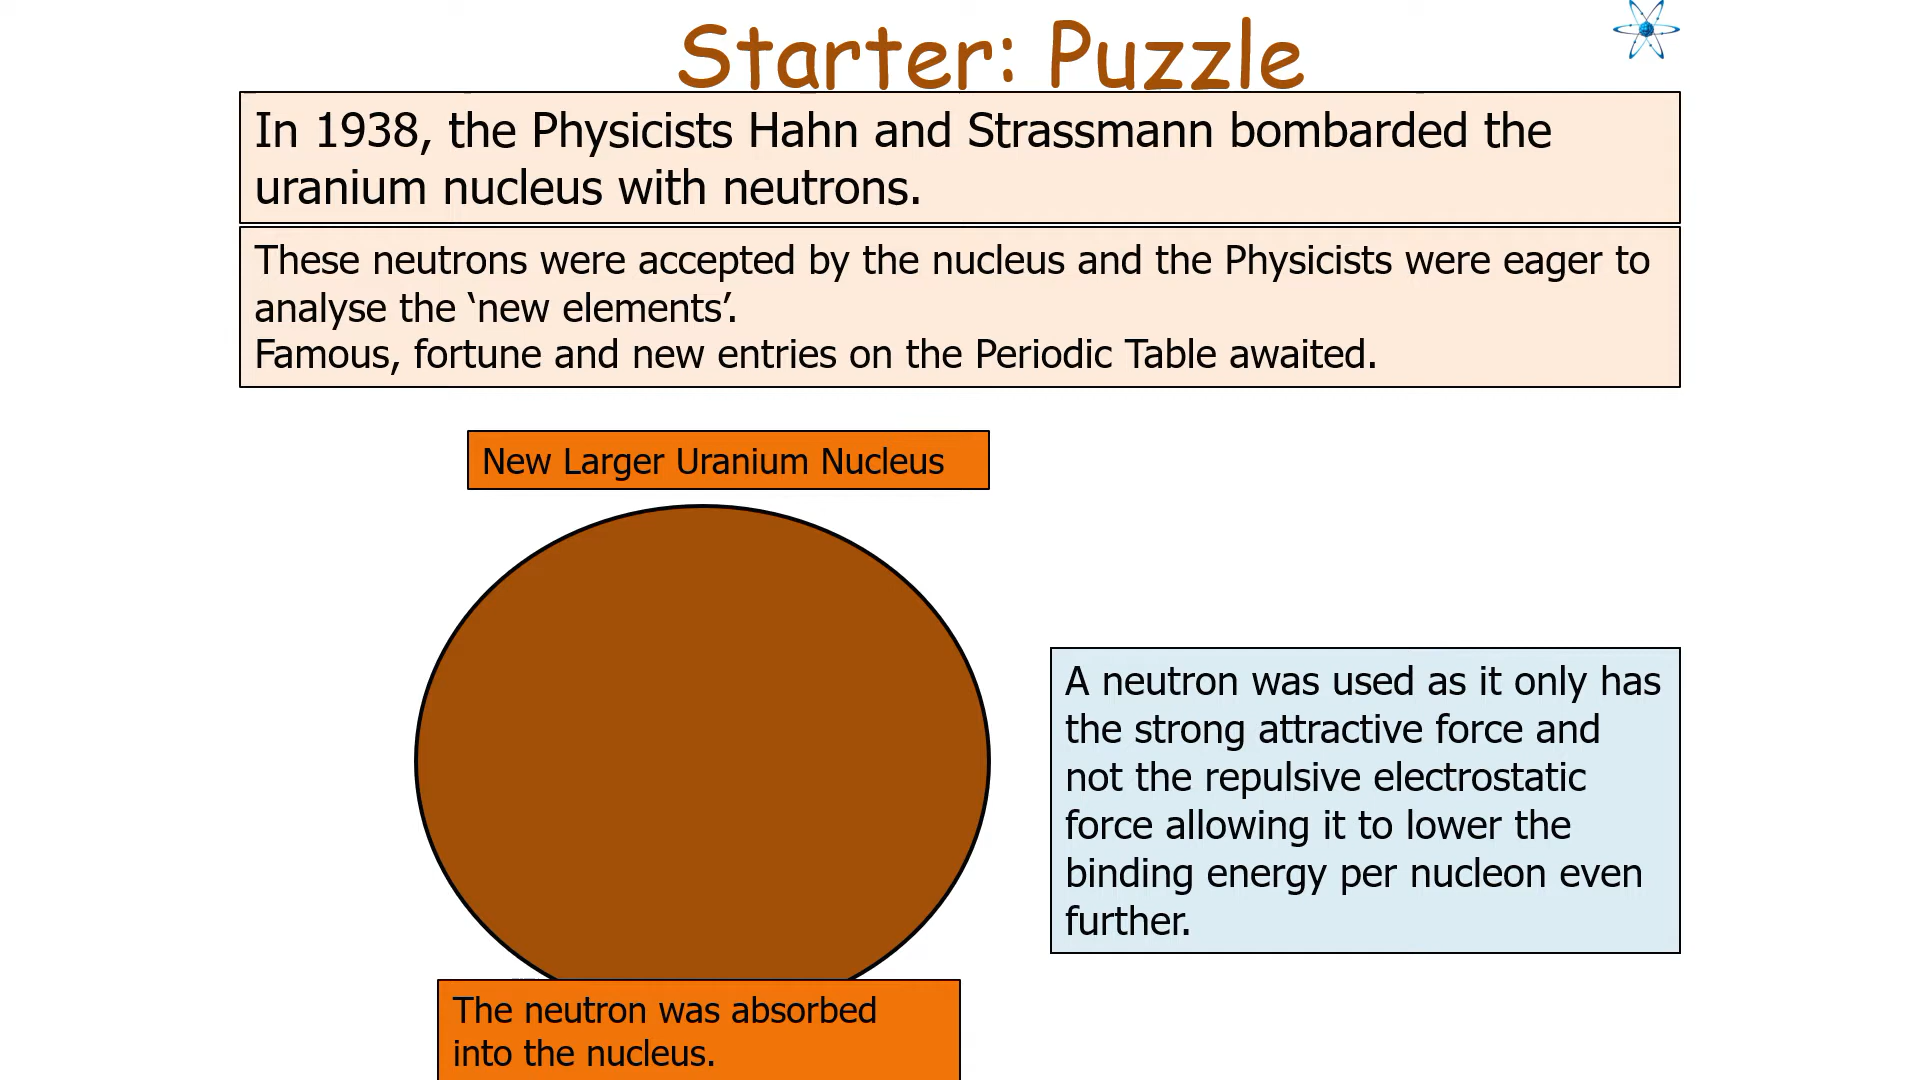 Starter: Puzzle
In 1938, the Physicists Hahn and Strassmann bombarded the
uranium nucleus with neutrons.
These neutrons were accepted by the nucleus and the Physicists were eager to
analyse the ‘new elements’.
Famous, fortune and new entries on the Periodic Table awaited.
New Larger Uranium Nucleus
A neutron was used as it only has
the strong attractive force and
not the repulsive electrostatic
force allowing it to lower the
binding energy per nucleon even
further.
The neutron was absorbed
into the nucleus.